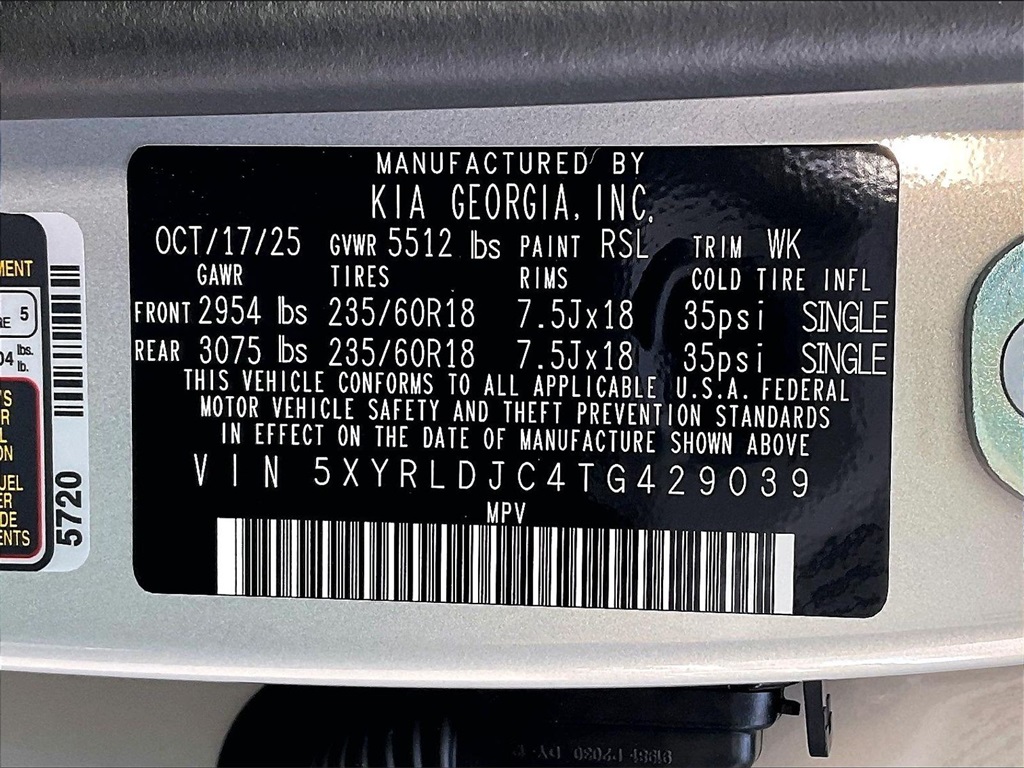 MANUFACTURED BY
KIA GEORGIA, INC.
OCT/17/25 GVWR 5512 lbs PAINT RSL TRIM WK
GAWR TIRES RIMS COLD TIRE INFL
FRONT 2954 lbs 235/60R18 7.5Jx18 35psi SINGLE
REAR 3075 lbs 235/60R18 7.5Jx18 35psi SINGLE
THIS VEHICLE CONFORMS TO ALL APPLICABLE U.S.A. FEDERAL
MOTOR VEHICLE SAFETY AND THEFT PREVENTION STANDARDS
IN EFFECT ON THE DATE OF MANUFACTURE SHOWN ABOVE
VIN 5XYRLDJC4TG429039
MPV
5
lbs.
lb.
5720